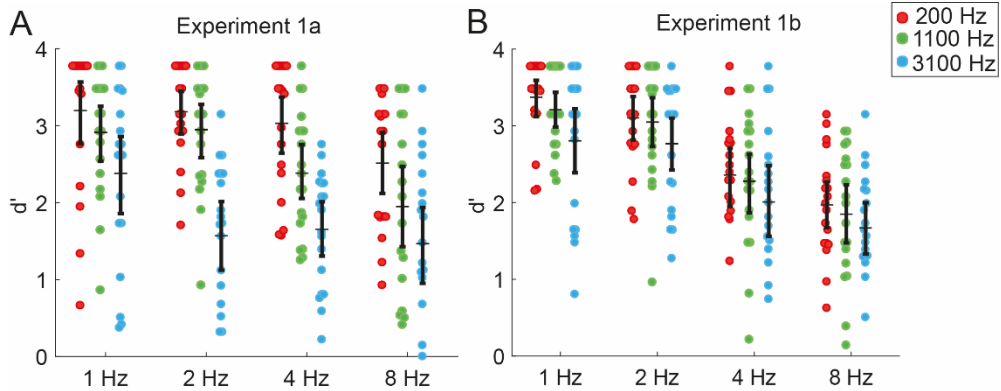 A
Experiment 1a
4
3
2
1
0
d'
1 Hz
2 Hz
4 Hz
8 Hz
B
Experiment 1b
4
3
2
1
0
d'
1 Hz
2 Hz
4 Hz
8 Hz
200 Hz
1100 Hz
3100 Hz